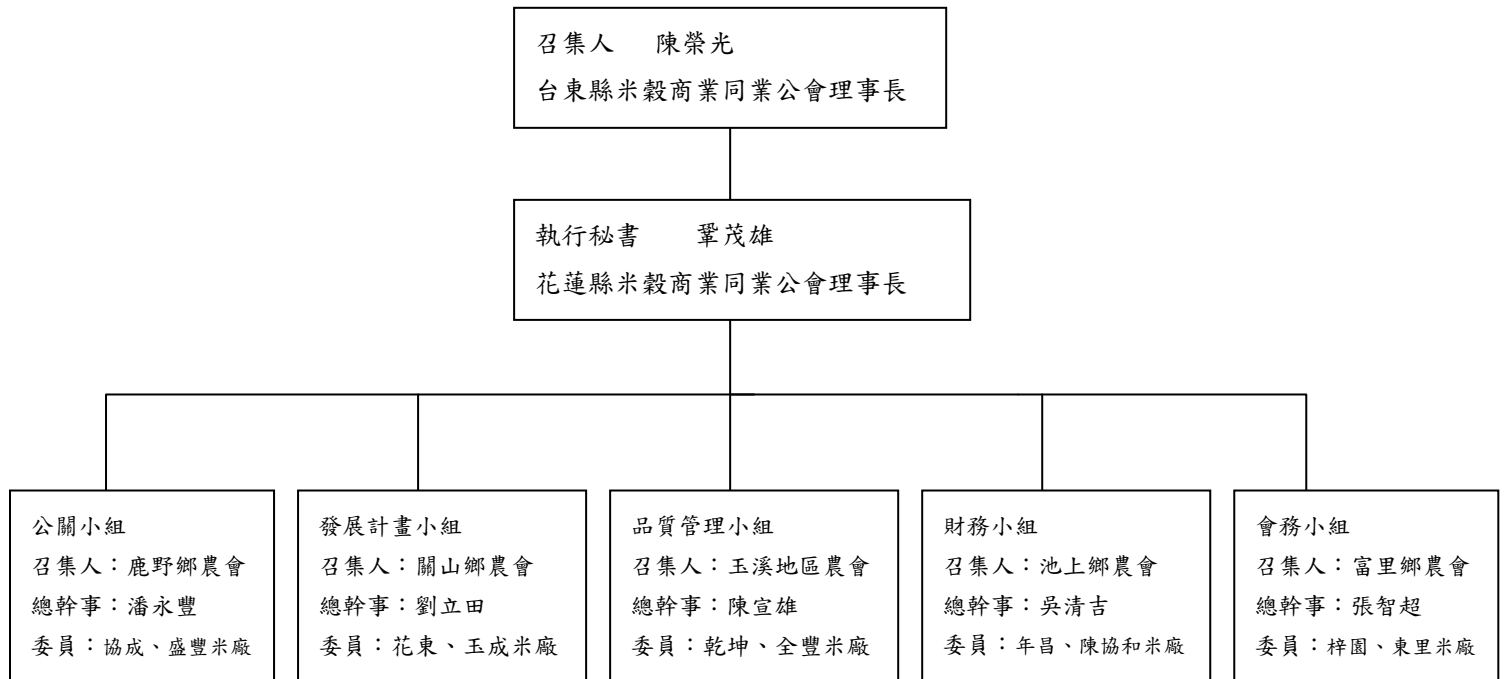 召集人　陳榮光
台東縣米穀商業同業公會理事長
執行秘書　鞏茂雄
花蓮縣米穀商業同業公會理事長
公關小組
召集人：鹿野鄉農會
總幹事：潘永豐
委員：協成、盛豐米廠
發展計畫小組
召集人：關山鄉農會
總幹事：劉立田
委員：花東、玉成米廠
品質管理小組
召集人：玉溪地區農會
總幹事：陳宣雄
委員：乾坤、全豐米廠
財務小組
召集人：池上鄉農會
總幹事：吳清吉
委員：年昌、陳協和米廠
會務小組
召集人：富里鄉農會
總幹事：張智超
委員：梓園、東里米廠